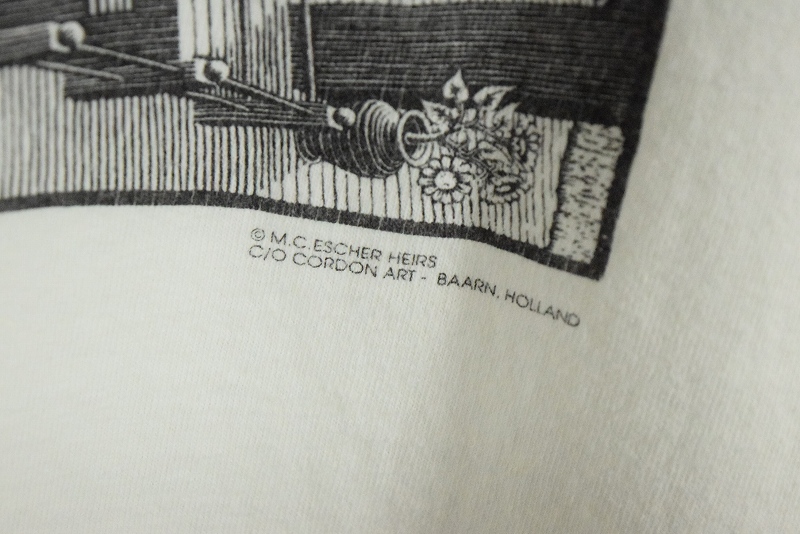 © M.C. ESCHER HEIRS
C/O CORDON ART - BAARN, HOLLAND